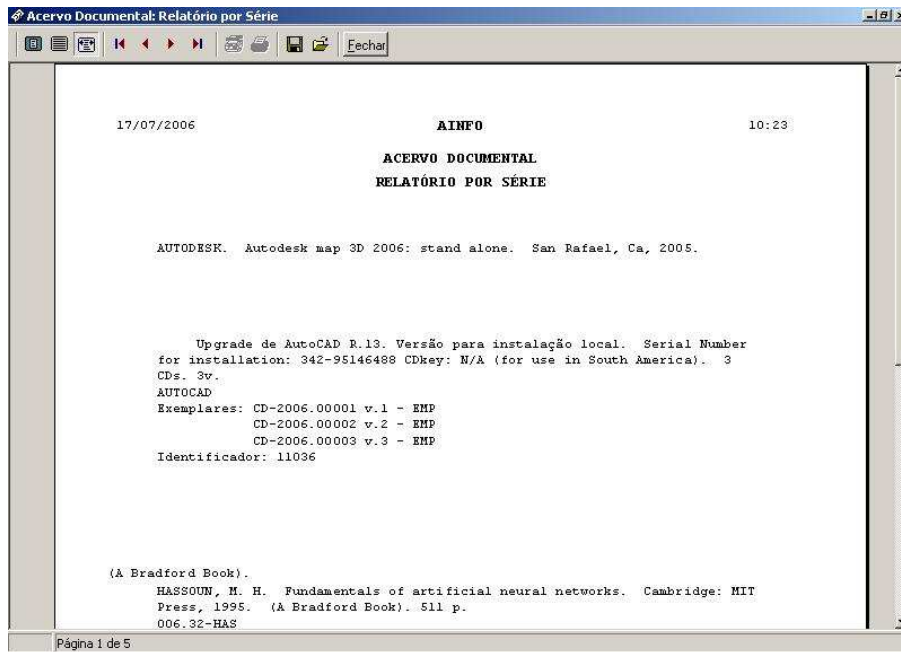 Acervo Documental: Relatório por Série
Fechar
17/07/2006 AINFO 10:23
ACERVO DOCUMENTAL
RELATÓRIO POR SÉRIE
AUTODESK. Autodesk map 3D 2006: stand alone. San Rafael, Ca, 2005.
Upgrade de AutoCAD R.13. Versão para instalação local. Serial Number
for installation: 342-95146488 CDkey: N/A (for use in South America). 3
CDs. 3v.
AUTOCAD
Exemplares: CD-2006.00001 v.1 - EMP
CD-2006.00002 v.2 - EMP
CD-2006.00003 v.3 - EMP
Identificador: 11036
(A Bradford Book).
HASSOUN, M. H. Fundamentals of artificial neural networks. Cambridge: MIT
Press, 1995. (A Bradford Book). 511 p.
006.32-HAS
Página 1 de 5